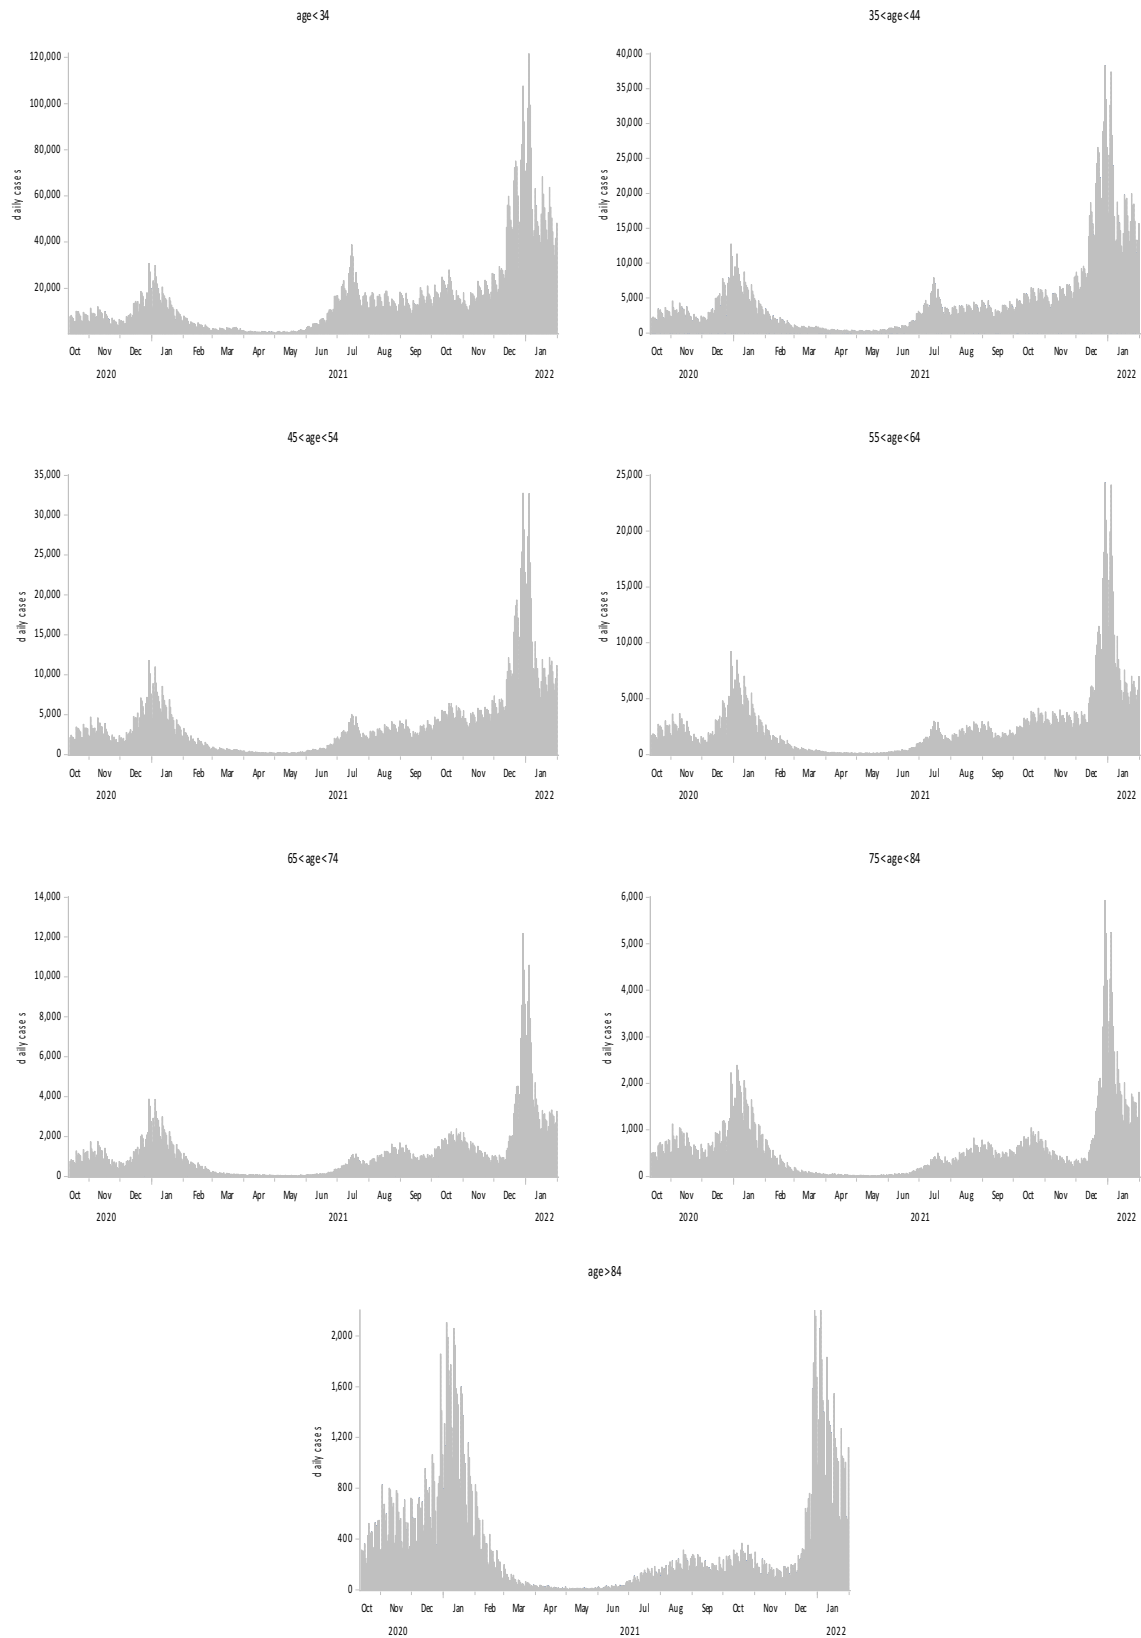 age<34
120,000
100,000
80,000
60,000
40,000
20,000
daily cases
Oct Nov Dec Jan Feb Mar Apr May Jun Jul Aug Sep Oct Nov Dec Jan
2020 2021 2022
35<age<44
40,000
35,000
30,000
25,000
20,000
15,000
10,000
5,000
0
daily cases
Oct Nov Dec Jan Feb Mar Apr May Jun Jul Aug Sep Oct Nov Dec Jan
2020 2021 2022
45<age<54
35,000
30,000
25,000
20,000
15,000
10,000
5,000
0
daily cases
Oct Nov Dec Jan Feb Mar Apr May Jun Jul Aug Sep Oct Nov Dec Jan
2020 2021 2022
55<age<64
25,000
20,000
15,000
10,000
5,000
0
daily cases
Oct Nov Dec Jan Feb Mar Apr May Jun Jul Aug Sep Oct Nov Dec Jan
2020 2021 2022
65<age<74
14,000
12,000
10,000
8,000
6,000
4,000
2,000
0
daily cases
Oct Nov Dec Jan Feb Mar Apr May Jun Jul Aug Sep Oct Nov Dec Jan
2020 2021 2022
75<age<84
6,000
5,000
4,000
3,000
2,000
1,000
0
daily cases
Oct Nov Dec Jan Feb Mar Apr May Jun Jul Aug Sep Oct Nov Dec Jan
2020 2021 2022
age>84
2,000
1,600
1,200
800
400
0
daily cases
Oct Nov Dec Jan Feb Mar Apr May Jun Jul Aug Sep Oct Nov Dec Jan
2020 2021 2022